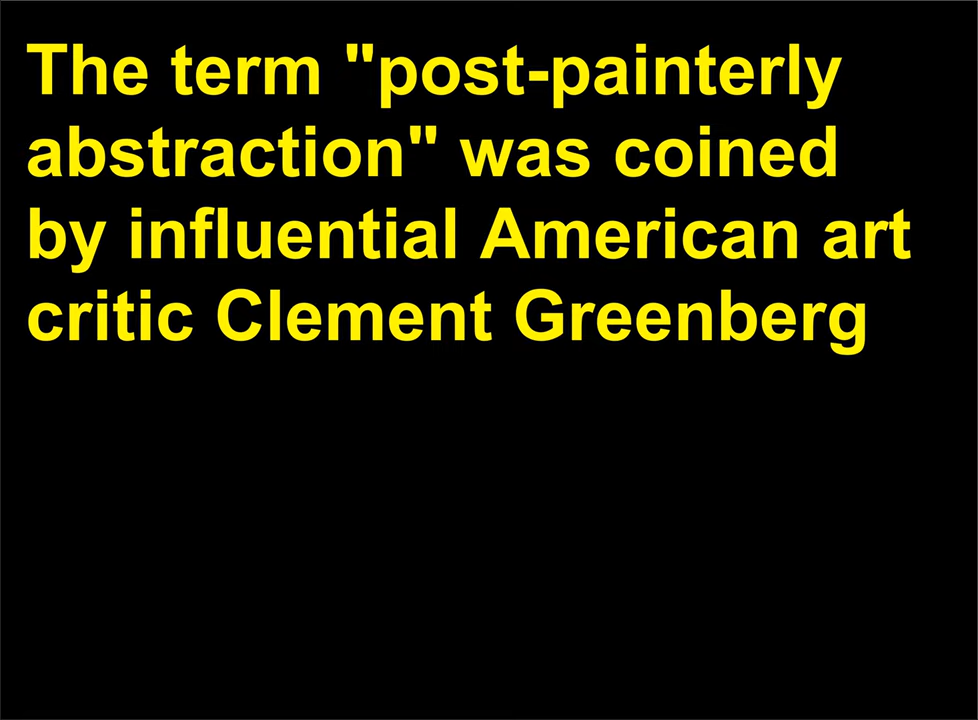 The term "post-painterly
abstraction" was coined
by influential American art
critic Clement Greenberg